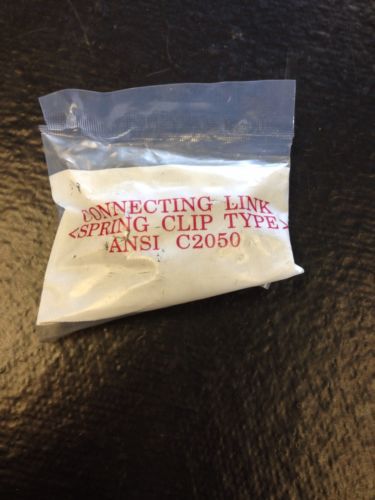 CONNECTING LINK
<SPRING CLIP TYPE>
ANSI C2050